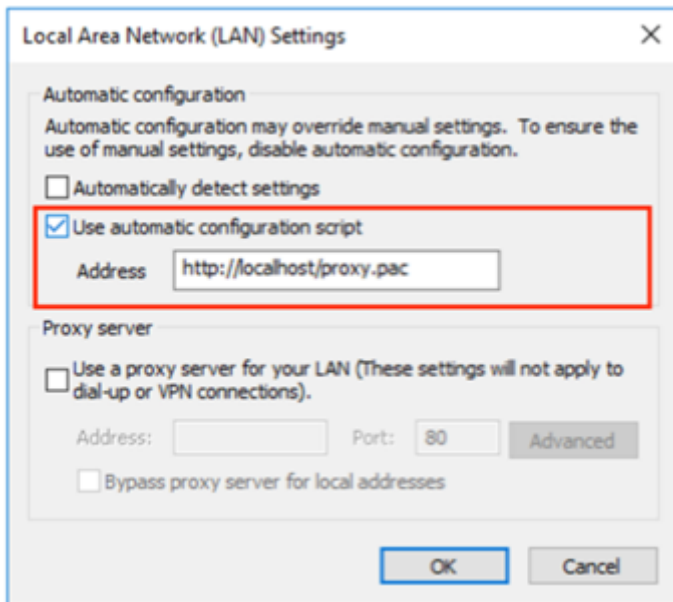 Local Area Network (LAN) Settings
Automatic configuration
Automatic configuration may override manual settings. To ensure the
use of manual settings, disable automatic configuration.
Automatically detect settings
Use automatic configuration script
Address http://localhost/proxy.pac
Proxy server
Use a proxy server for your LAN (These settings will not apply to
dial-up or VPN connections).
Address: Port: 80 Advanced
Bypass proxy server for local addresses
OK Cancel